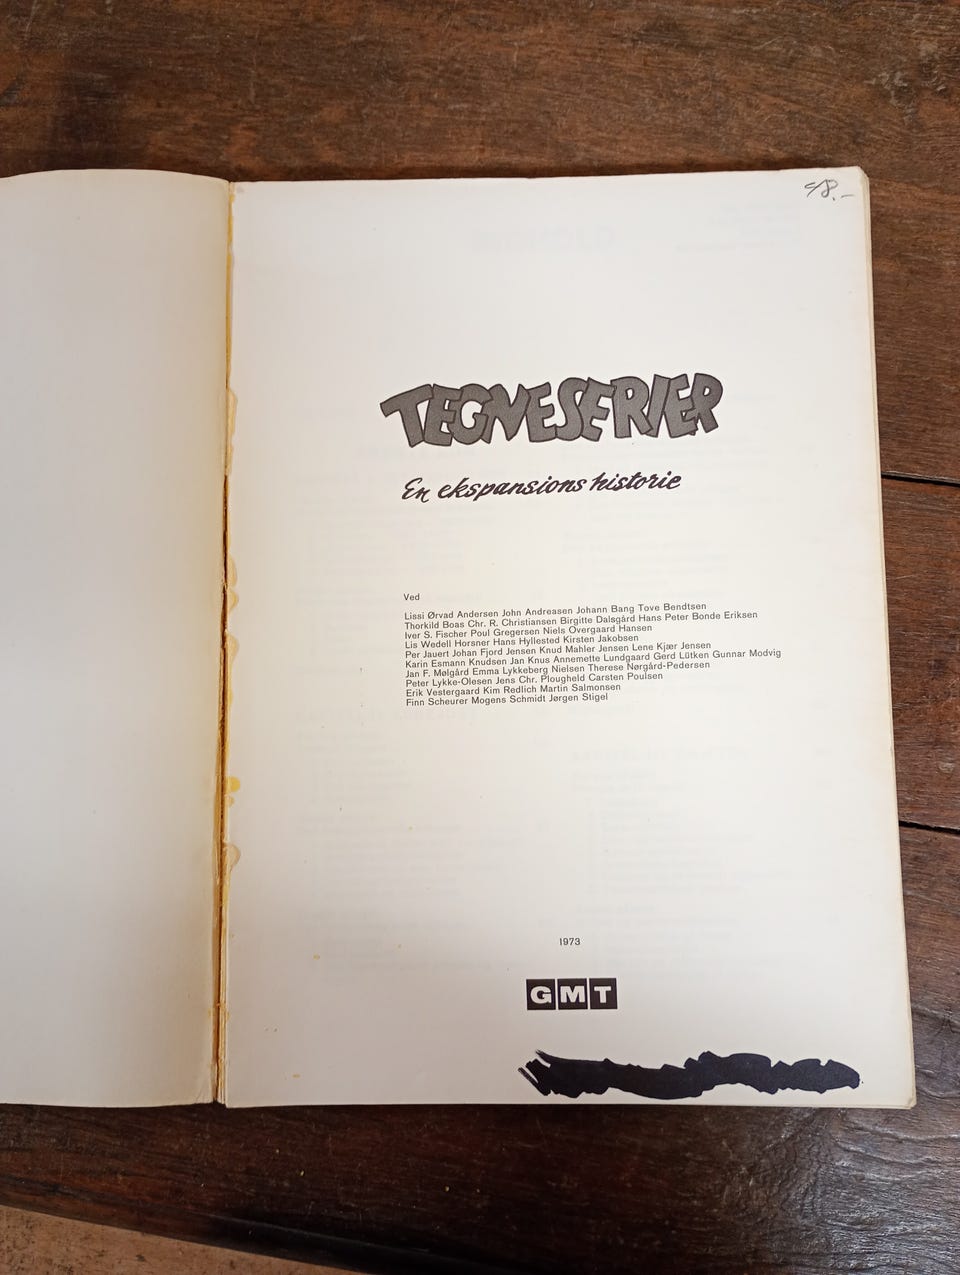 48.-
TEGNESERIER
En ekspansions historie
Ved
Lissi Ørvad Andersen John Andreasen Johann Bang Tove Bendtsen
Thorkild Boas Chr. R. Christiansen Birgitte Dalsgård Hans Peter Bonde Eriksen
Iver S. Fischer Poul Gregersen Niels Overgaard Hansen
Lis Wedell Horsner Hans Hyllested Kirsten Jakobsen
Per Jauert Johan Fjord Jensen Knud Mahler Jensen Lene Kjær Jensen
Karin Esmann Knudsen Jan Knus Annemette Lundgaard Gerd Lütken Gunnar Modvig
Jan F. Mølgård Emma Lykkeberg Nielsen Therese Nørgård-Pedersen
Peter Lykke-Olesen Jens Chr. Plougheld Carsten Poulsen
Erik Vestergaard Kim Redlich Martin Salmonsen
Finn Scheurer Mogens Schmidt Jørgen Stigel
1973
GMT